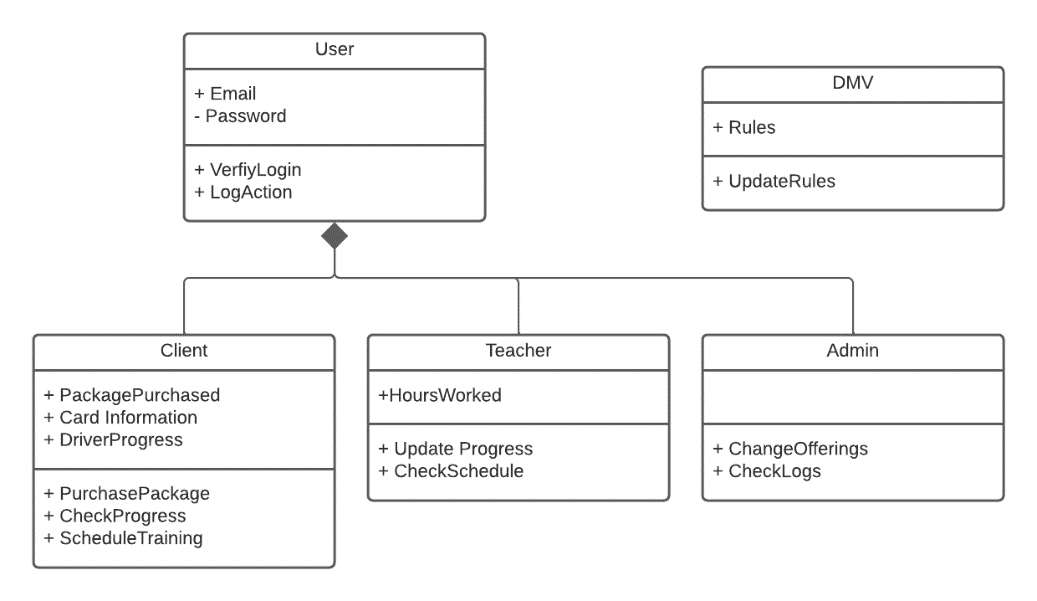 User
+ Email
- Password
+ VerfiyLogin
+ LogAction
DMV
+ Rules
+ UpdateRules
Client
+ PackagePurchased
+ Card Information
+ DriverProgress
+ PurchasePackage
+ CheckProgress
+ ScheduleTraining
Teacher
+HoursWorked
+ Update Progress
+ CheckSchedule
Admin
+ ChangeOfferings
+ CheckLogs